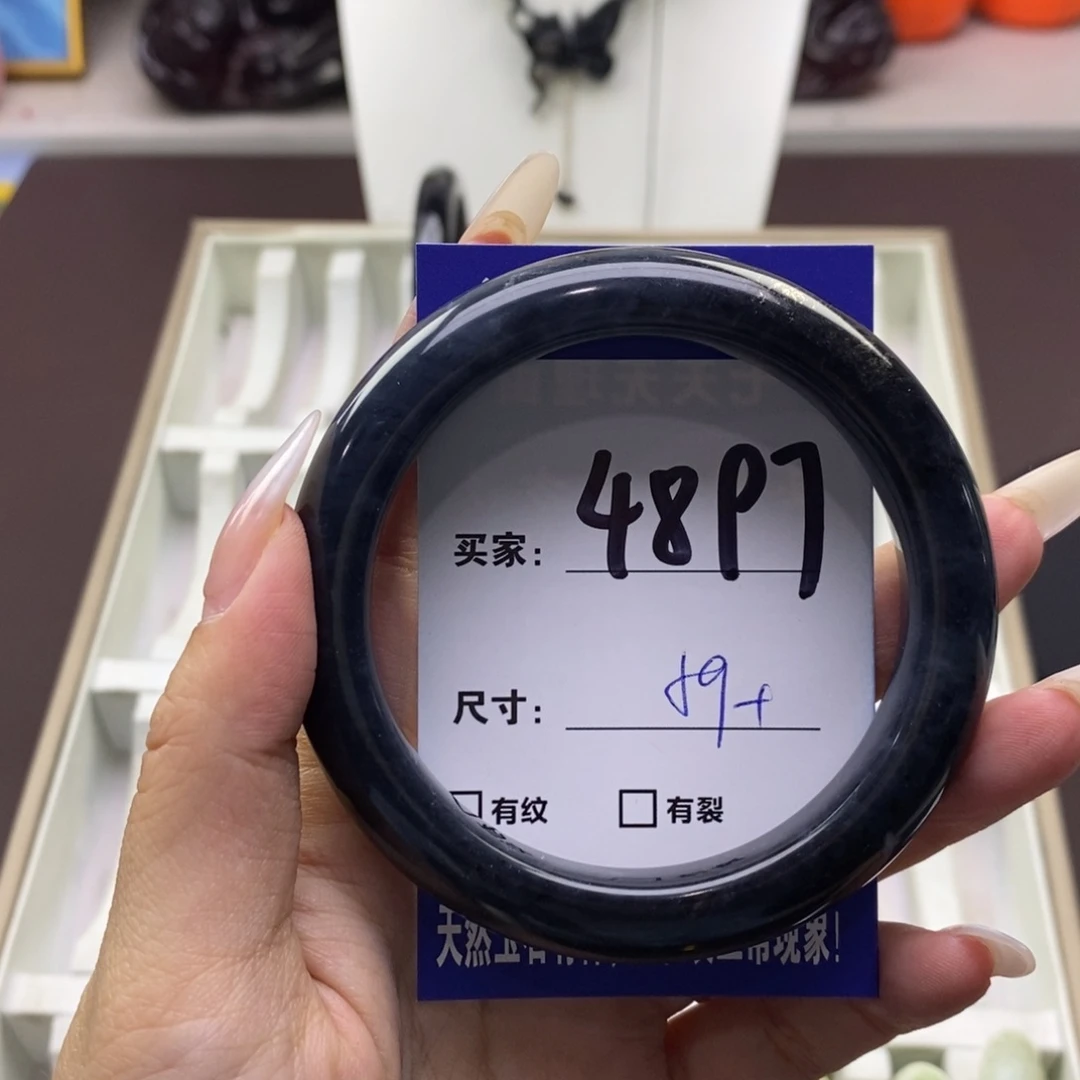 买家： 48P7
尺寸： 59+
□有纹 □有裂